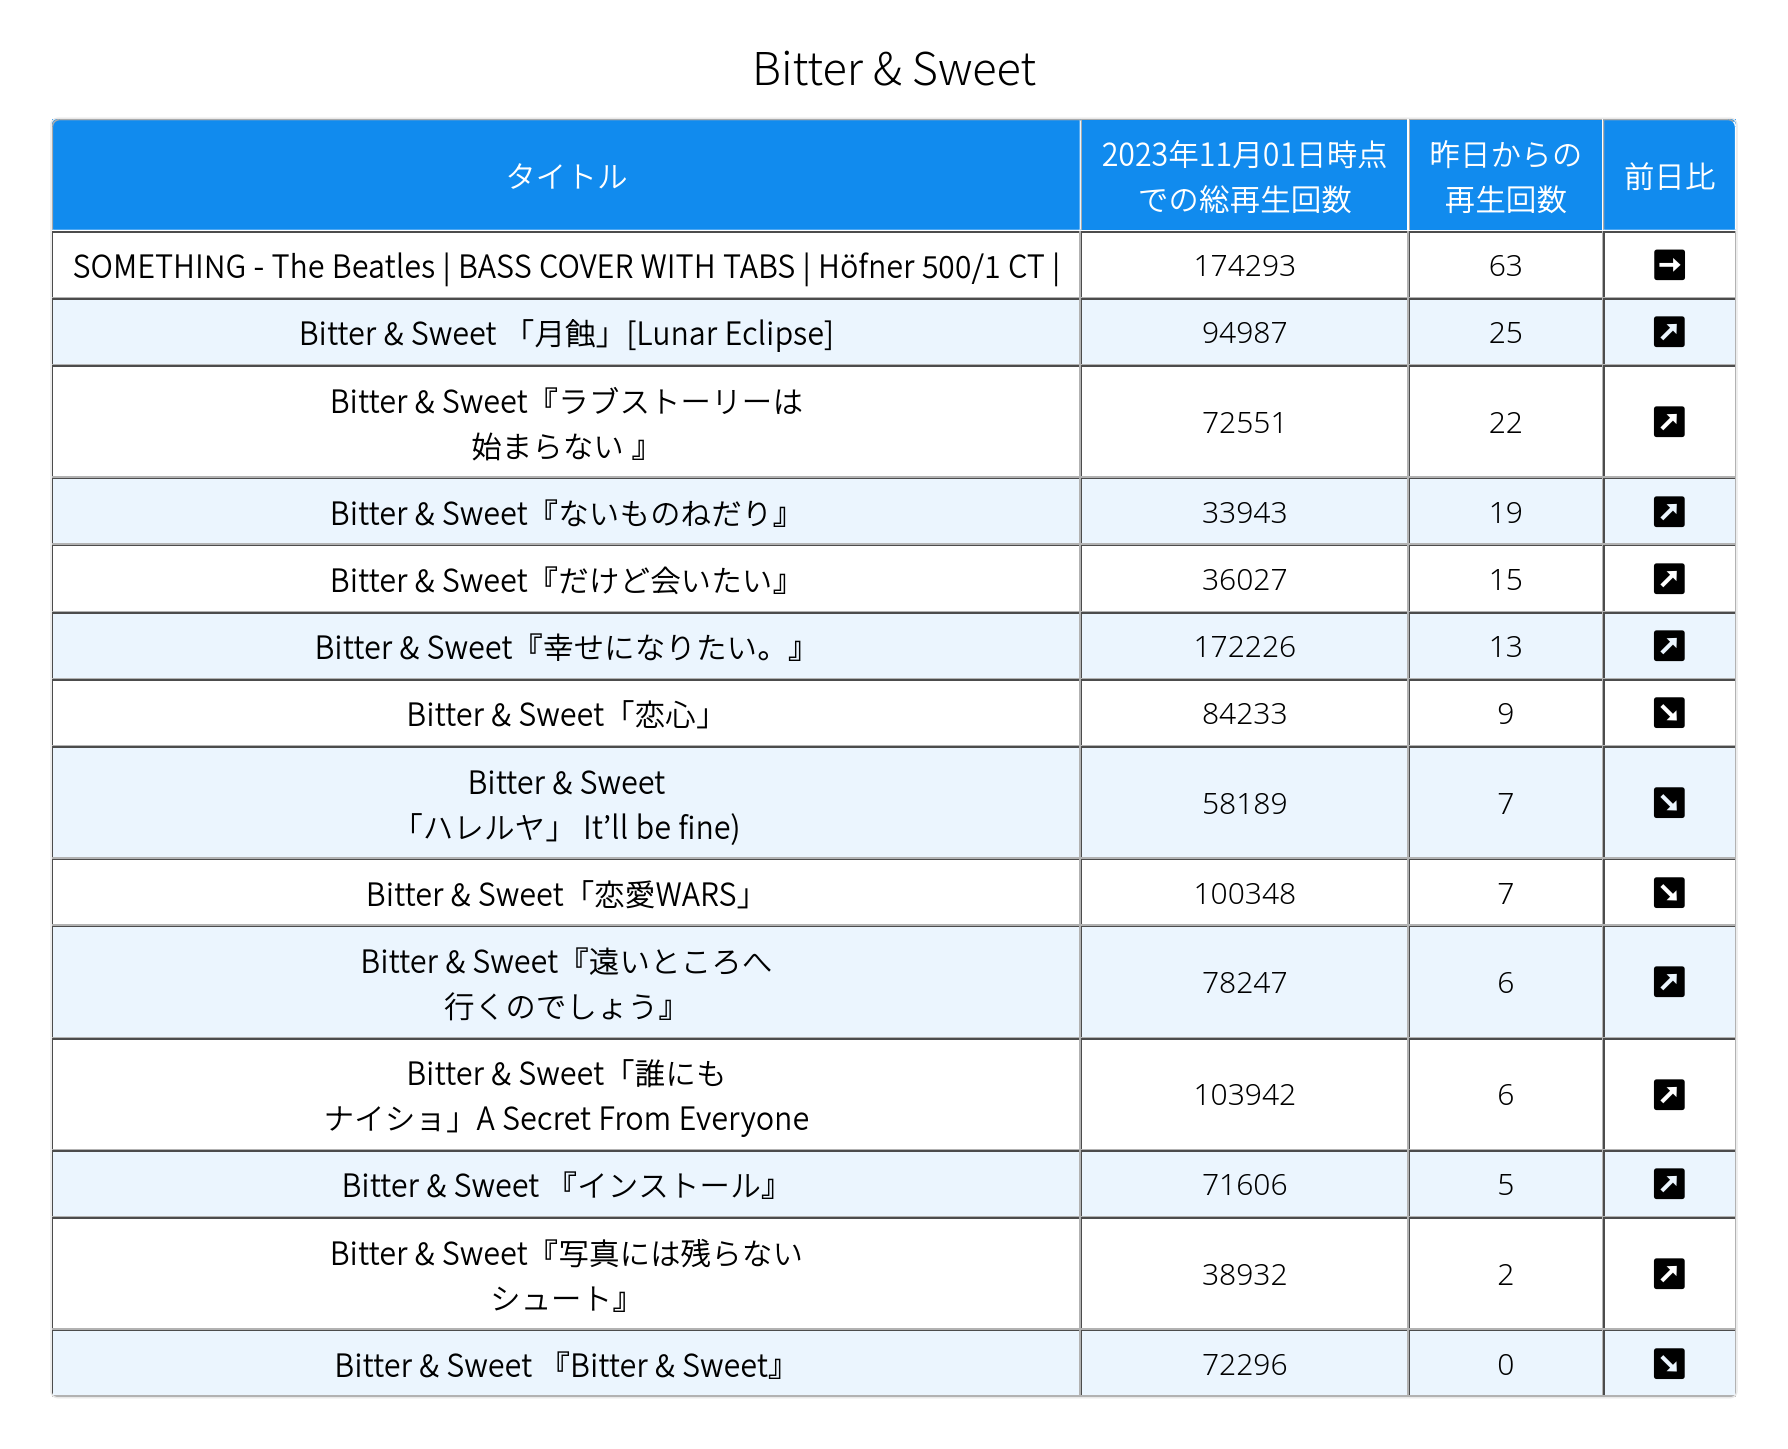 Bitter & Sweet
タイトル
2023年11月01日時点
での総再生回数
昨日からの
再生回数
前日比
SOMETHING - The Beatles | BASS COVER WITH TABS | Höfner 500/1 CT | 174293 63
Bitter & Sweet 「月蝕」[Lunar Eclipse] 94987 25
Bitter & Sweet『ラブストーリーは
始まらない 』 72551 22
Bitter & Sweet『ないものねだり』 33943 19
Bitter & Sweet『だけど会いたい』 36027 15
Bitter & Sweet『幸せになりたい。』 172226 13
Bitter & Sweet「恋心」 84233 9
Bitter & Sweet
「ハレルヤ」 It’ll be fine) 58189 7
Bitter & Sweet「恋愛WARS」 100348 7
Bitter & Sweet『遠いところへ
行くのでしょう』 78247 6
Bitter & Sweet「誰にも
ナイショ」A Secret From Everyone 103942 6
Bitter & Sweet 『インストール』 71606 5
Bitter & Sweet『写真には残らない
シュート』 38932 2
Bitter & Sweet 『Bitter & Sweet』 72296 0